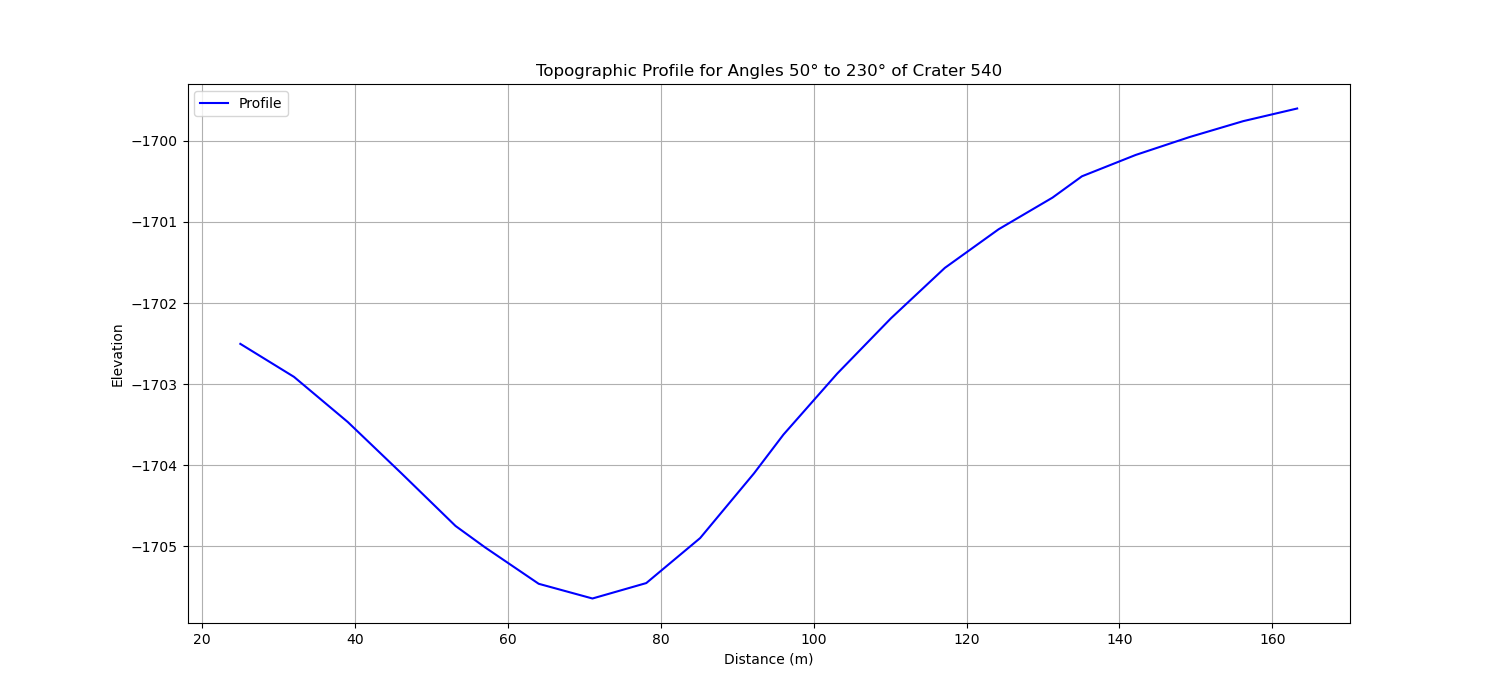 Topographic Profile for Angles 50° to 230° of Crater 540
Profile
−1700
−1701
−1702
−1703
−1704
−1705
Elevation
20 40 60 80 100 120 140 160
Distance (m)